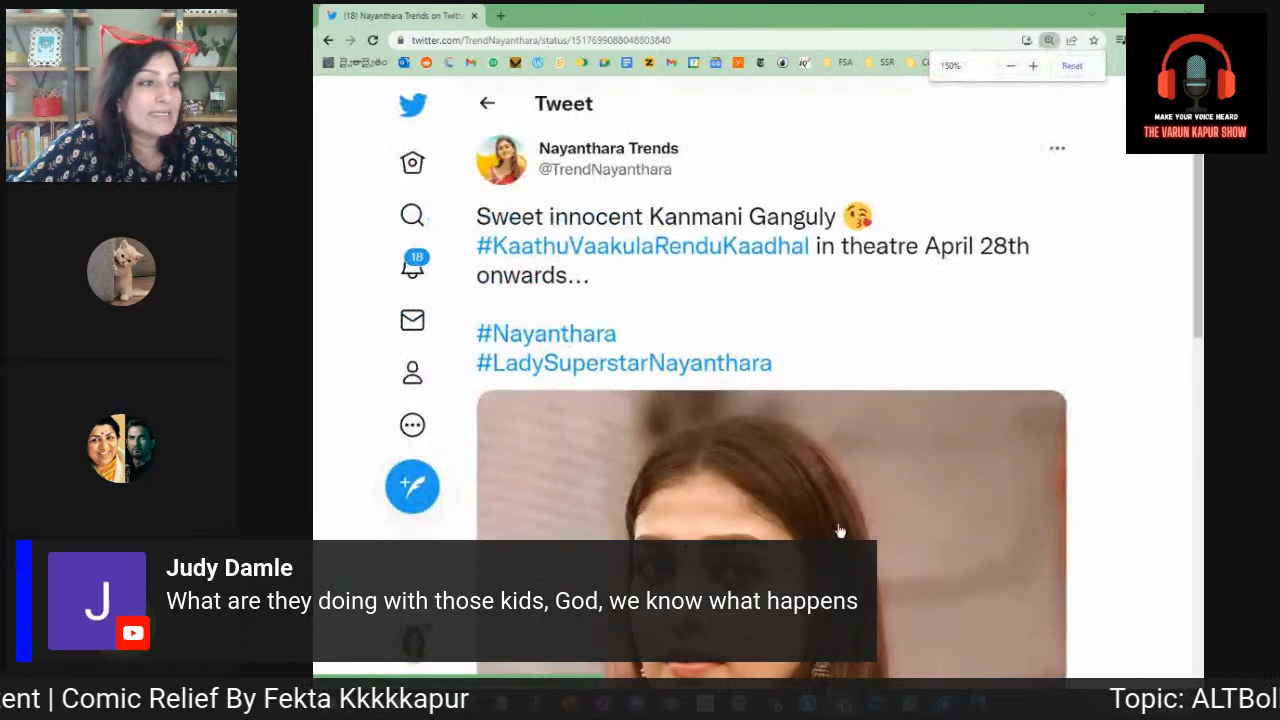 (18) Nayanthara Trends on Twitte
twitter.com/TrendNayanthara/status/1517699088048803840
FSA
SSR
150%
Reset
MAKE YOUR VOICE HEARD
THE VARUN KAPUR SHOW
Tweet
Nayanthara Trends
@TrendNayanthara
Sweet innocent Kanmani Ganguly 😘
#KaathuVaakulaRenduKaadhal in theatre April 28th
onwards...
18
#Nayanthara
#LadySuperstarNayanthara
J
Judy Damle
What are they doing with those kids, God, we know what happens
ent | Comic Relief By Fekta Kkkkkapur
Topic: ALTBol